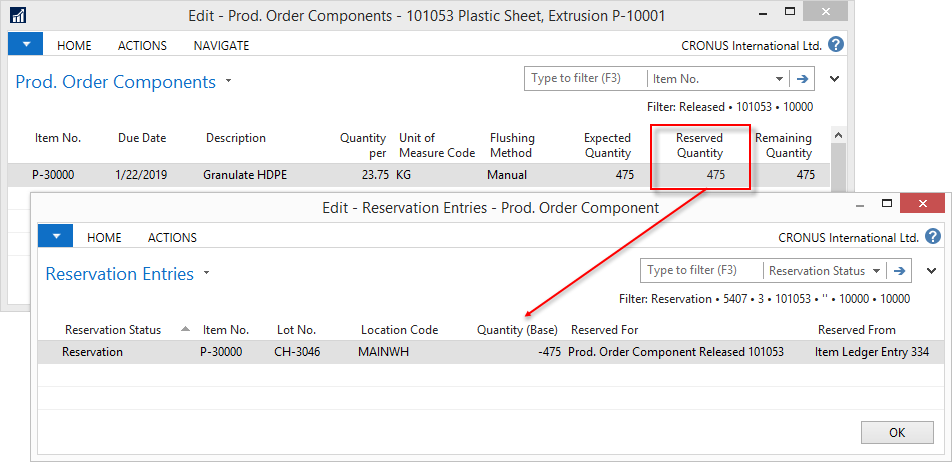 Edit - Prod. Order Components - 101053 Plastic Sheet, Extrusion P-10001
HOME ACTIONS NAVIGATE CRONUS International Ltd. ?
Prod. Order Components Type to filter (F3) Item No.
Filter: Released • 101053 • 10000
Item No. Due Date Description Quantity per Unit of Measure Code Flushing Method Expected Quantity Reserved Quantity Remaining Quantity
P-30000 1/22/2019 Granulate HDPE 23.75 KG Manual 475 475 475
Edit - Reservation Entries - Prod. Order Component
HOME ACTIONS CRONUS International Ltd. ?
Reservation Entries Type to filter (F3) Reservation Status
Filter: Reservation • 5407 • 3 • 101053 • '' • 10000 • 10000
Reservation Status Item No. Lot No. Location Code Quantity (Base) Reserved For Reserved From
Reservation P-30000 CH-3046 MAINWH -475 Prod. Order Component Released 101053 Item Ledger Entry 334
OK